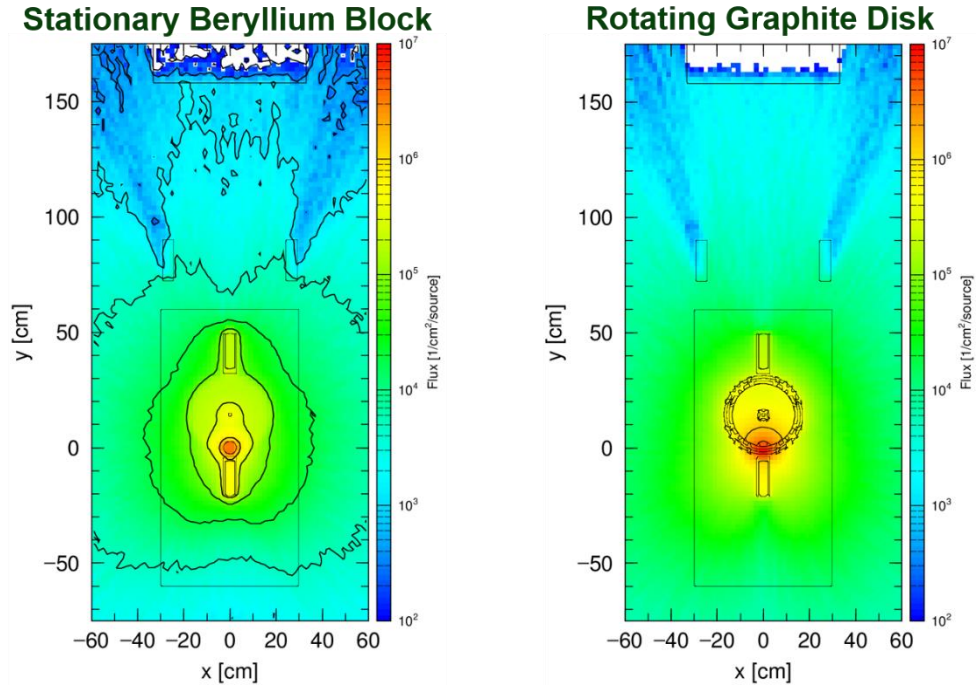 Stationary Beryllium Block
Rotating Graphite Disk
150
100
50
0
−50
y [cm]
−60 −40 −20 0 20 40 60
x [cm]
10⁷
10⁶
10⁵
10⁴
10³
10²
Flux [1/cm²/source]
150
100
50
0
−50
y [cm]
−60 −40 −20 0 20 40 60
x [cm]
10⁷
10⁶
10⁵
10⁴
10³
10²
Flux [1/cm²/source]